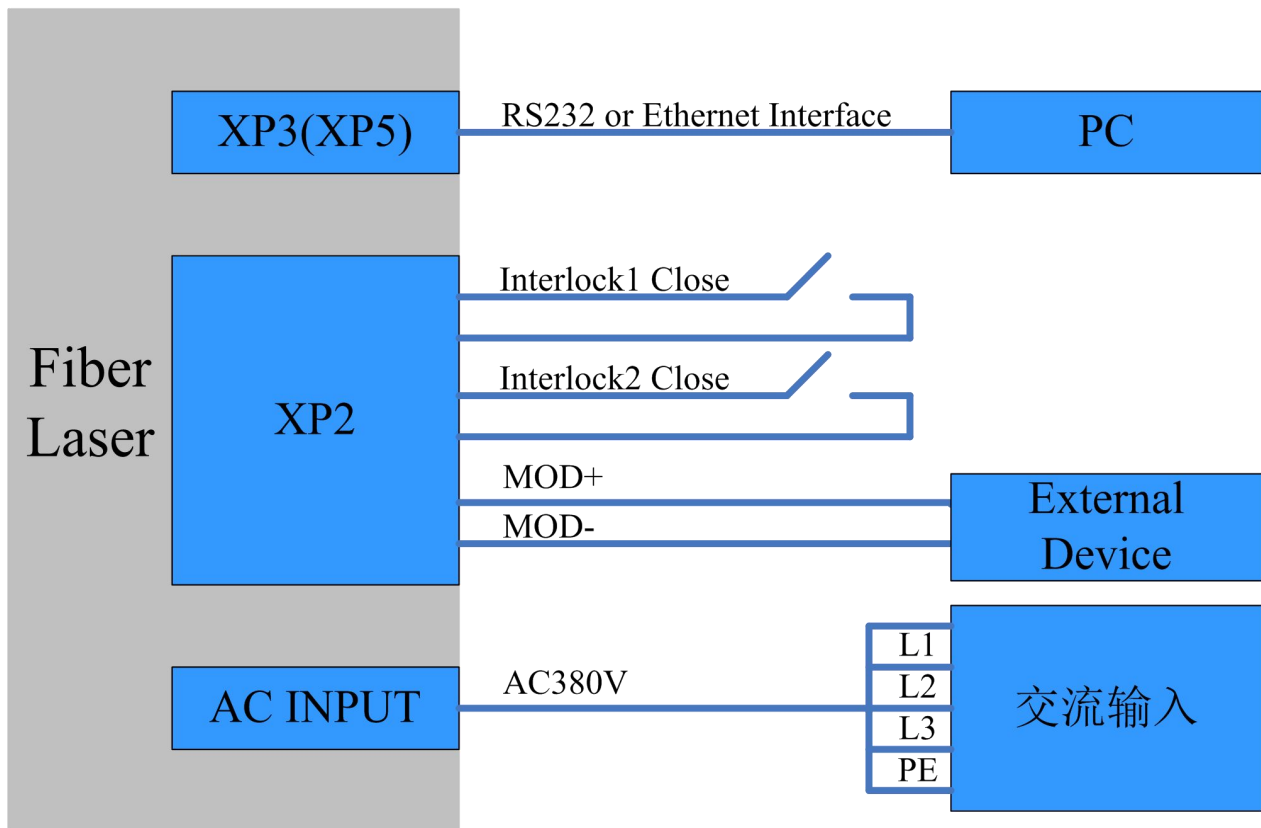 XP3(XP5)
RS232 or Ethernet Interface
PC
Interlock1 Close
Fiber
Laser
XP2
Interlock2 Close
MOD+
MOD-
External
Device
AC INPUT
AC380V
L1
L2
L3
PE
交流输入